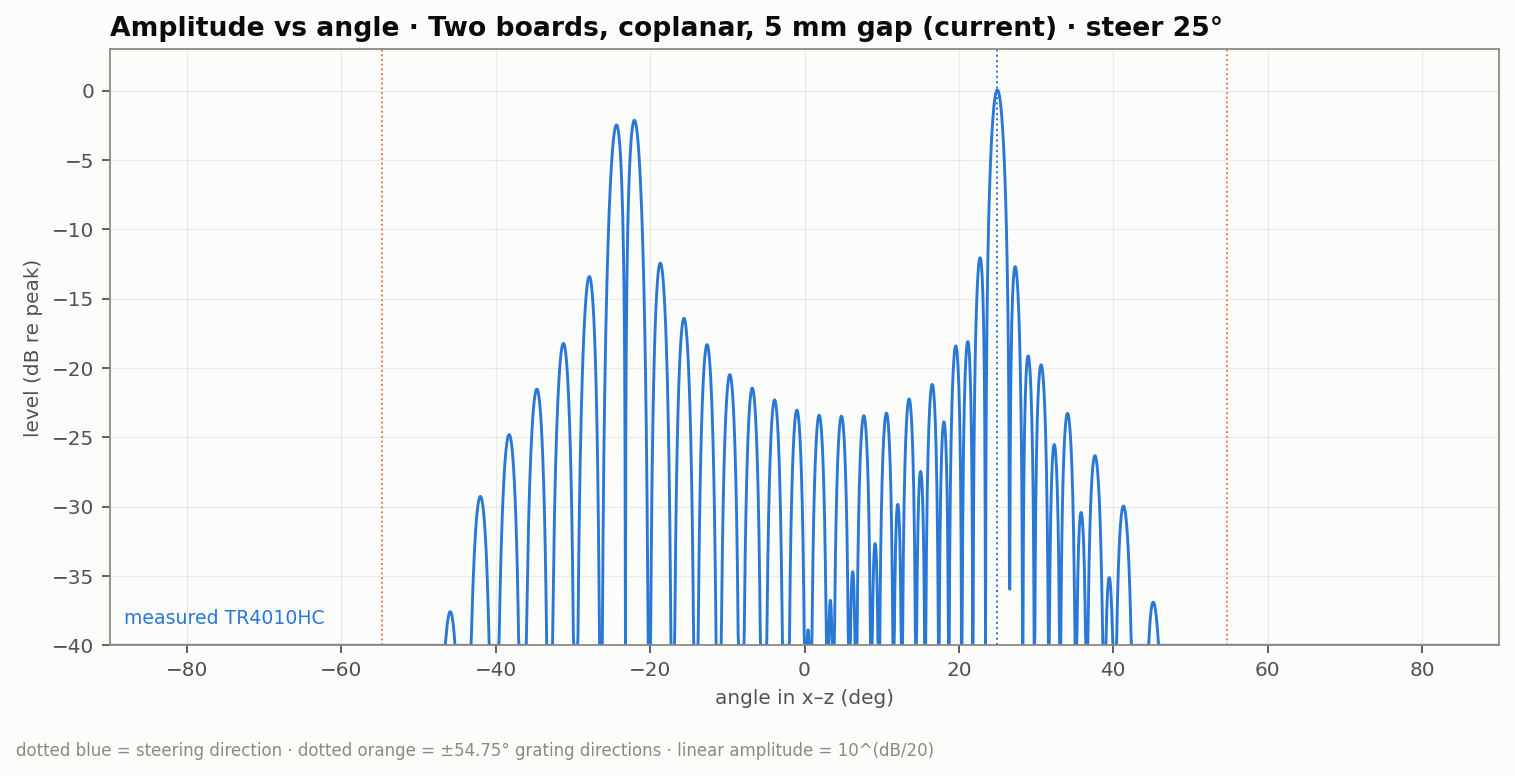 Amplitude vs angle · Two boards, coplanar, 5 mm gap (current) · steer 25°
0
−5
−10
−15
−20
−25
−30
−35
−40
level (dB re peak)
measured TR4010HC
−80 −60 −40 −20 0 20 40 60 80
angle in x–z (deg)
dotted blue = steering direction · dotted orange = ±54.75° grating directions · linear amplitude = 10^(dB/20)